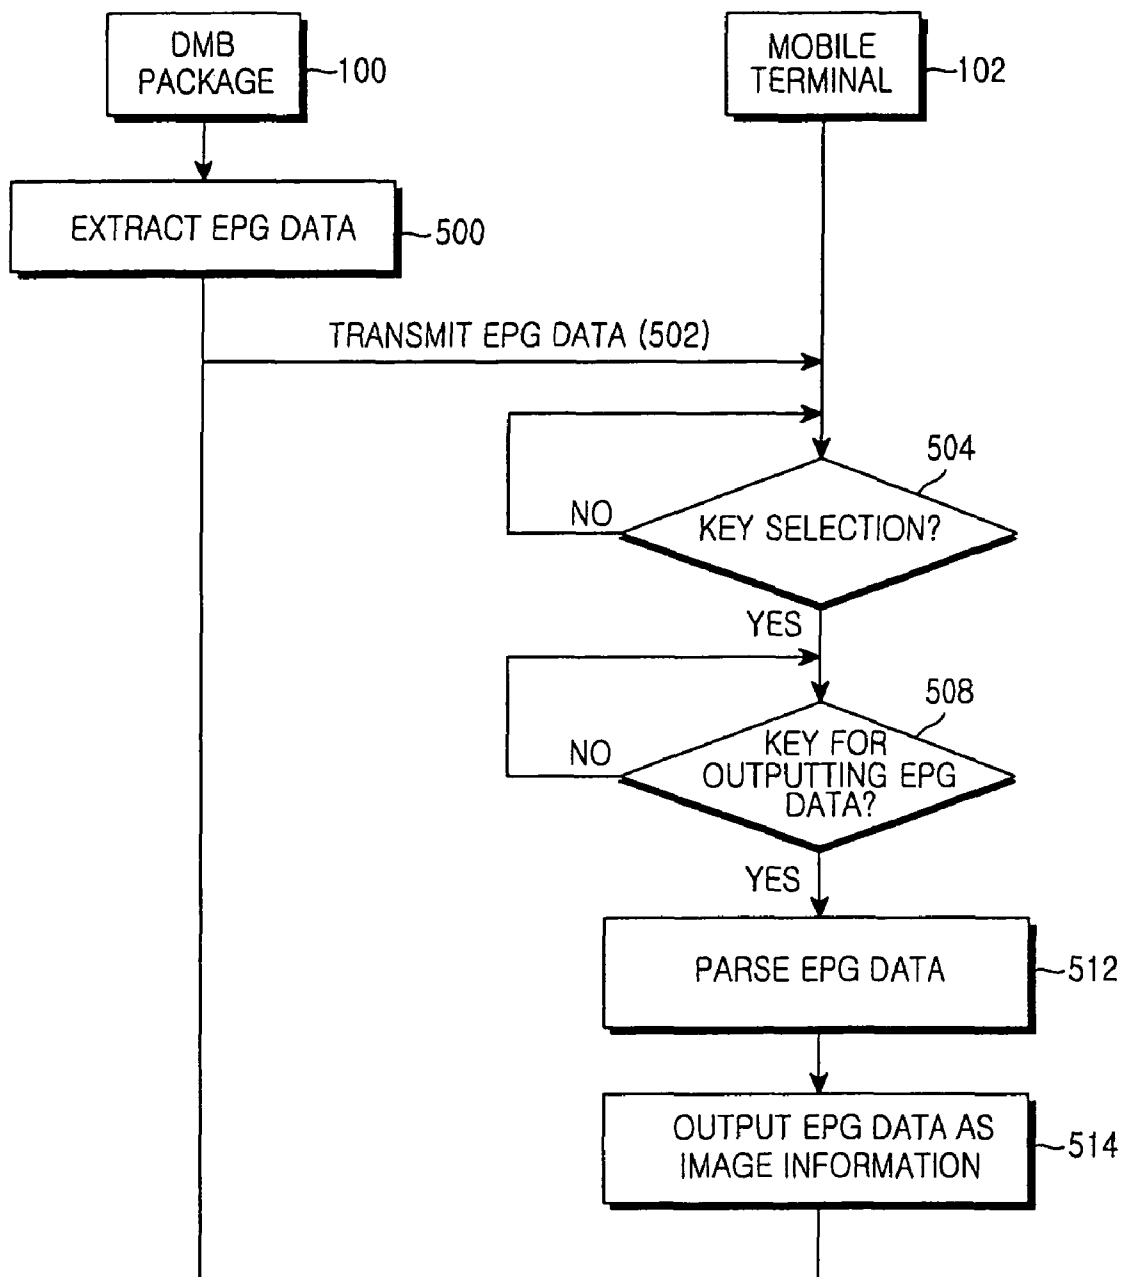 DMB
PACKAGE
100
MOBILE
TERMINAL
102
EXTRACT EPG DATA
500
TRANSMIT EPG DATA (502)
504
KEY SELECTION?
NO
YES
508
KEY FOR
OUTPUTTING EPG
DATA?
NO
YES
PARSE EPG DATA
512
OUTPUT EPG DATA AS
IMAGE INFORMATION
514